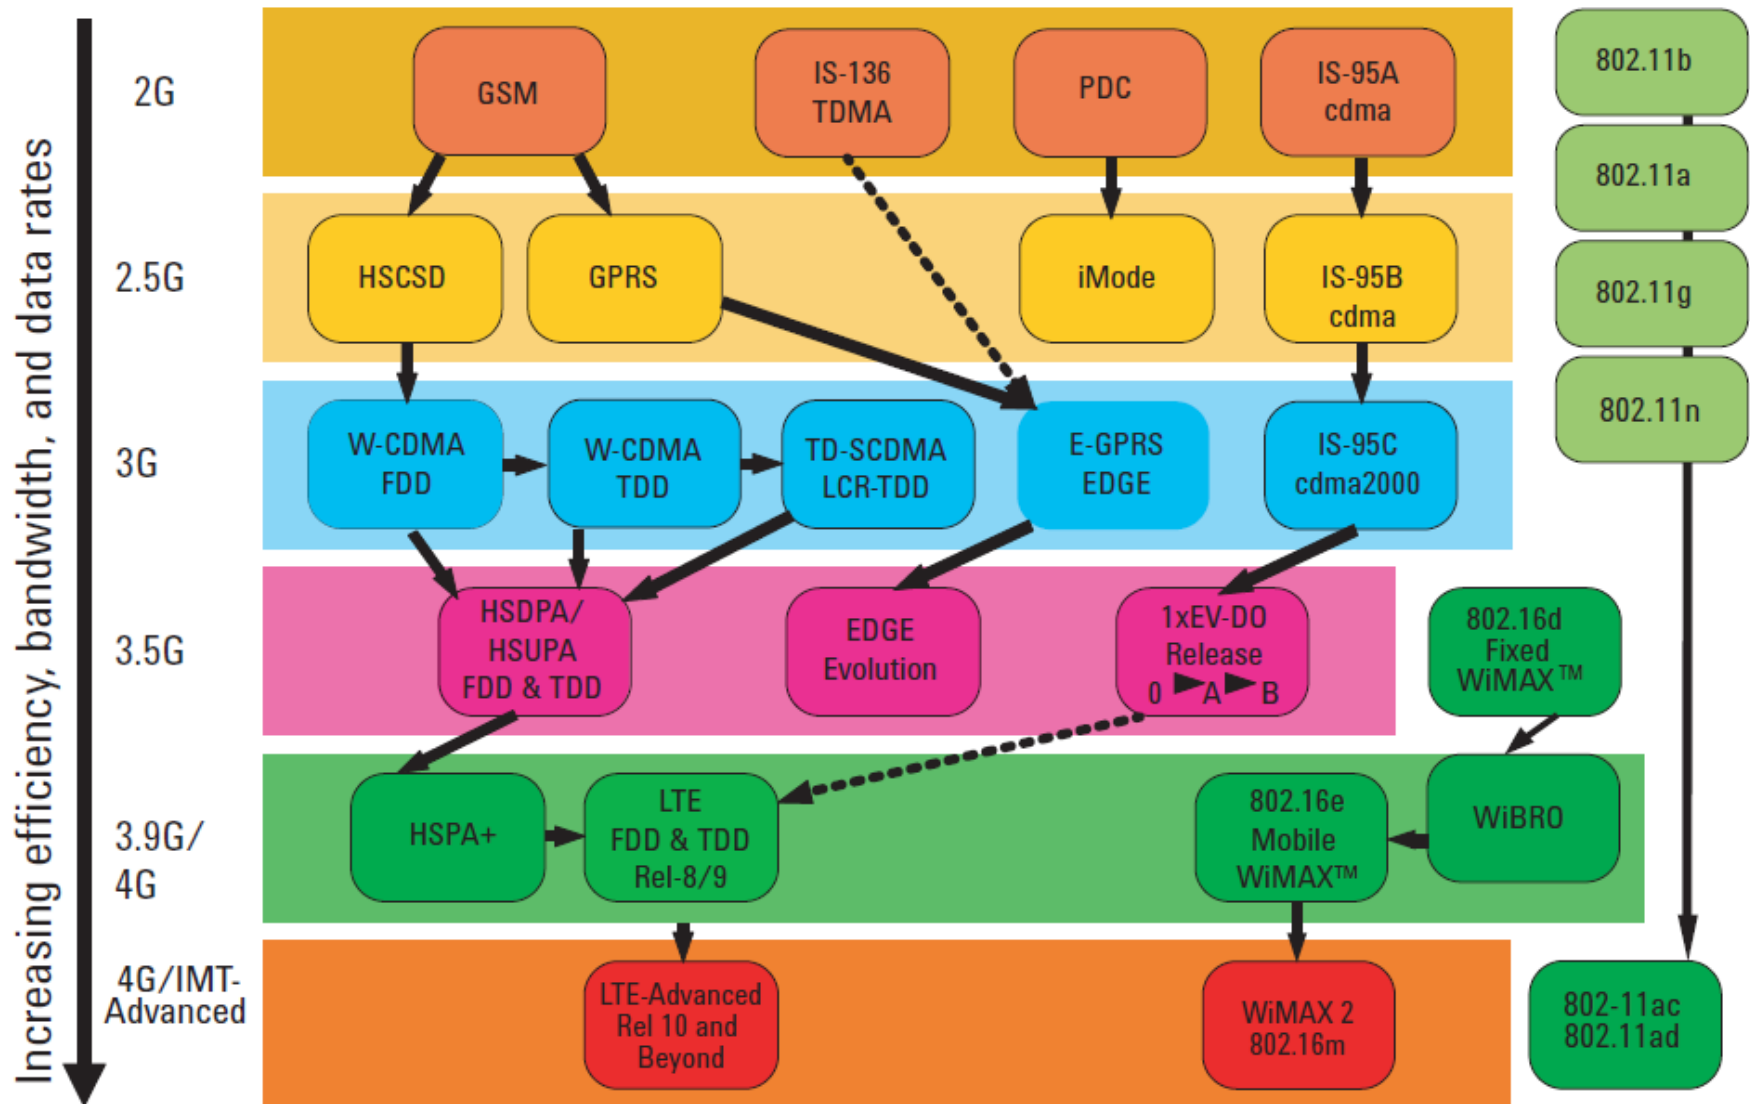 Increasing efficiency, bandwidth, and data rates
2G
GSM
IS-136
TDMA
PDC
IS-95A
cdma
802.11b
802.11a
2.5G
HSCSD
GPRS
iMode
IS-95B
cdma
802.11g
802.11n
3G
W-CDMA
FDD
W-CDMA
TDD
TD-SCDMA
LCR-TDD
E-GPRS
EDGE
IS-95C
cdma2000
3.5G
HSDPA/
HSUPA
FDD & TDD
EDGE
Evolution
1xEV-DO
Release
0 ► A ► B
802.16d
Fixed
WiMAX™
3.9G/
4G
HSPA+
LTE
FDD & TDD
Rel-8/9
802.16e
Mobile
WiMAX™
WiBRO
4G/IMT-
Advanced
LTE-Advanced
Rel 10 and
Beyond
WiMAX 2
802.16m
802-11ac
802.11ad